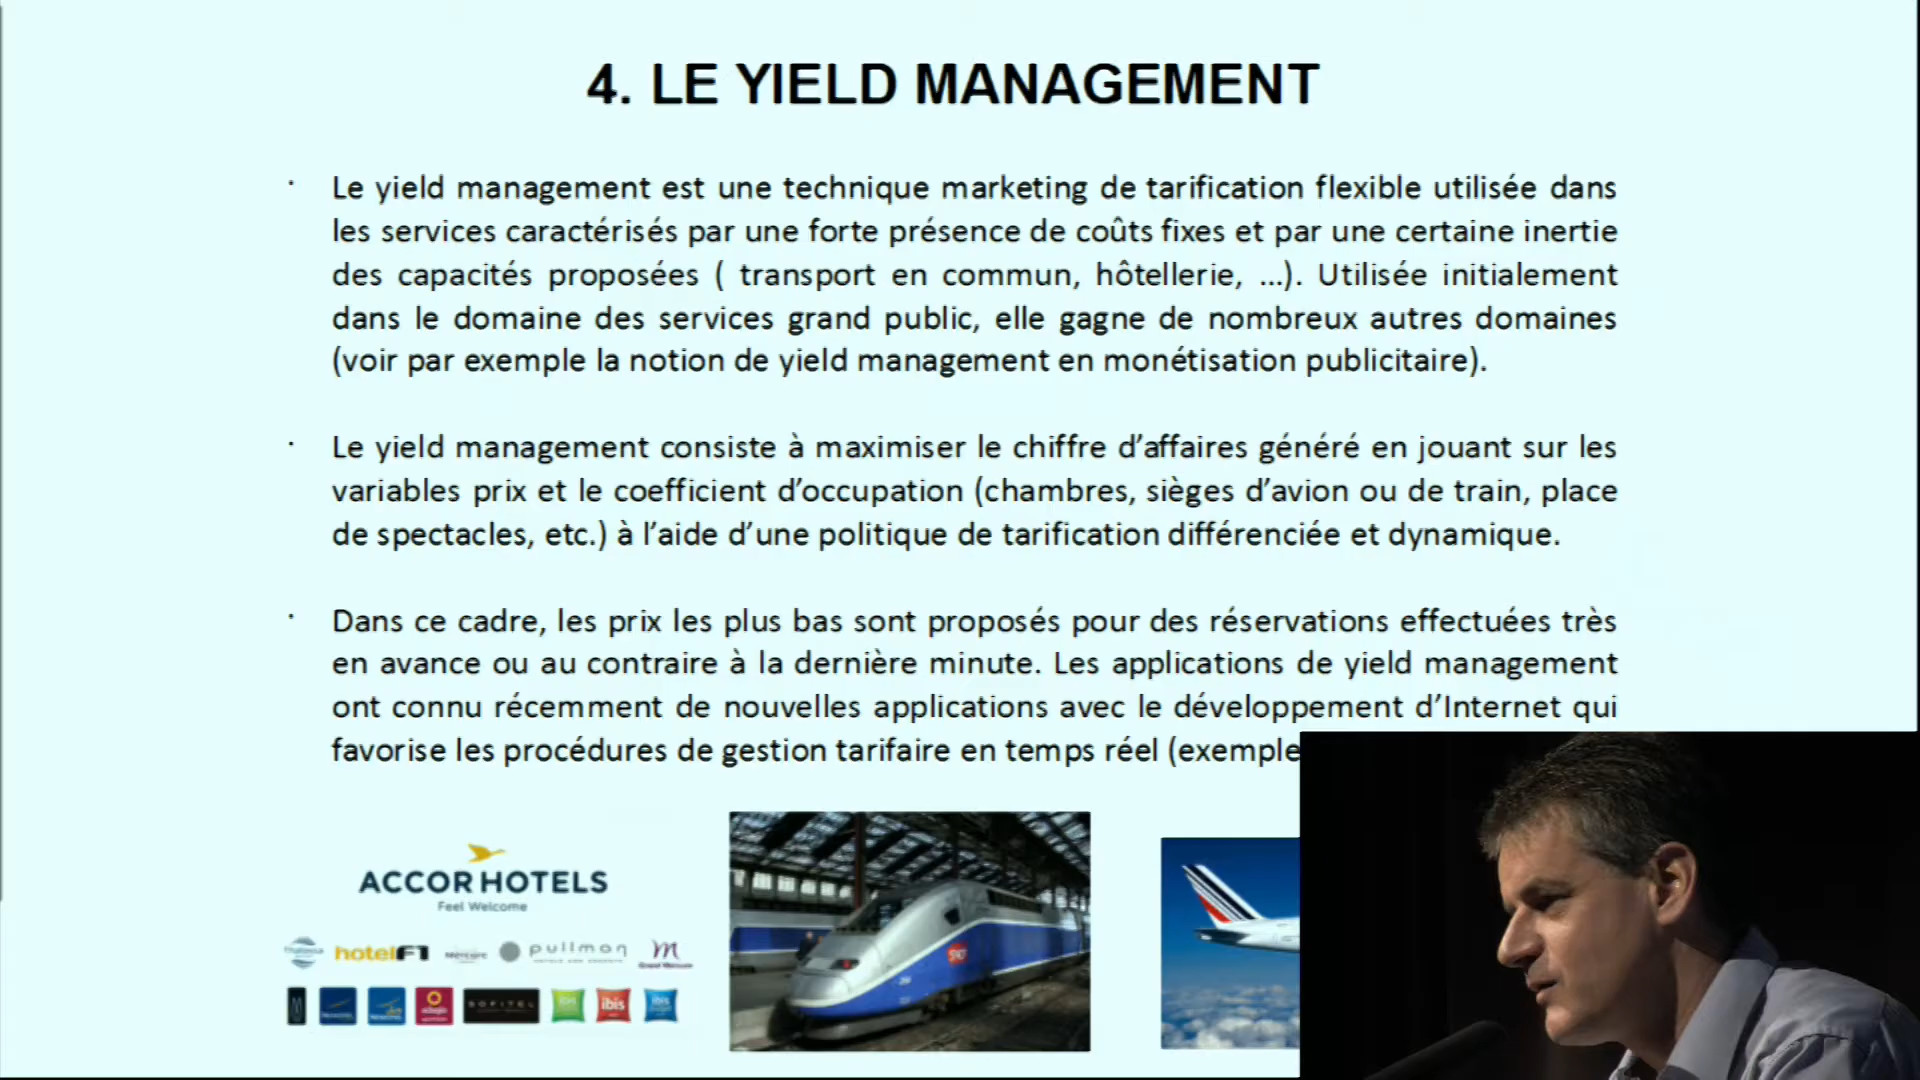 4. LE YIELD MANAGEMENT
Le yield management est une technique marketing de tarification flexible utilisée dans
les services caractérisés par une forte présence de coûts fixes et par une certaine inertie
des capacités proposées ( transport en commun, hôtellerie, ...). Utilisée initialement
dans le domaine des services grand public, elle gagne de nombreux autres domaines
(voir par exemple la notion de yield management en monétisation publicitaire).
Le yield management consiste à maximiser le chiffre d'affaires généré en jouant sur les
variables prix et le coefficient d'occupation (chambres, sièges d'avion ou de train, place
de spectacles, etc.) à l'aide d'une politique de tarification différenciée et dynamique.
Dans ce cadre, les prix les plus bas sont proposés pour des réservations effectuées très
en avance ou au contraire à la dernière minute. Les applications de yield management
ont connu récemment de nouvelles applications avec le développement d'Internet qui
favorise les procédures de gestion tarifaire en temps réel (exemple
ACCOR HOTELS
Feel Welcome
hotelF1 Mercure pullman
SOFITEL ibis ibis ibis
SNCF